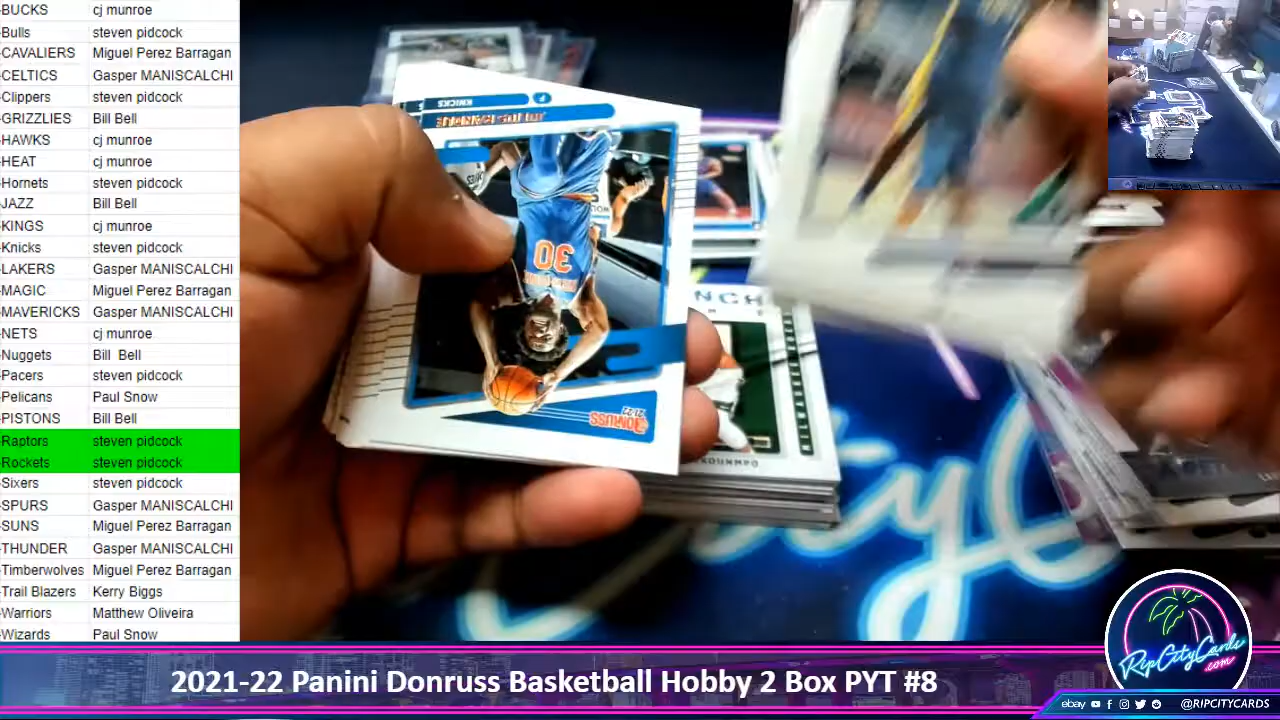 -BUCKS cj munroe
-Bulls steven pidcock
-CAVALIERS Miguel Perez Barragan
-CELTICS Gasper MANISCALCHI
-Clippers steven pidcock
-GRIZZLIES Bill Bell
-HAWKS cj munroe
-HEAT cj munroe
-Hornets steven pidcock
-JAZZ Bill Bell
-KINGS cj munroe
-Knicks steven pidcock
-LAKERS Gasper MANISCALCHI
-MAGIC Miguel Perez Barragan
-MAVERICKS Gasper MANISCALCHI
-NETS cj munroe
-Nuggets Bill Bell
-Pacers steven pidcock
-Pelicans Paul Snow
-PISTONS Bill Bell
-Raptors steven pidcock
-Rockets steven pidcock
-Sixers steven pidcock
-SPURS Gasper MANISCALCHI
-SUNS Miguel Perez Barragan
-THUNDER Gasper MANISCALCHI
-Timberwolves Miguel Perez Barragan
-Trail Blazers Kerry Biggs
-Warriors Matthew Oliveira
-Wizards Paul Snow
KNICKS
F
30
DONRUSS
21-22
2021-22 Panini Donruss Basketball Hobby 2 Box PYT #8
RipCityCards
.com
ebay
@RIPCITYCARDS